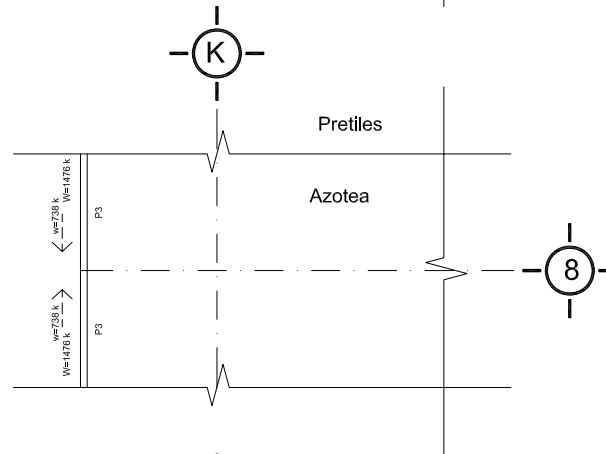 K
Pretiles
Azotea
w=738 k
W=1476 k
P3
8
w=738 k
W=1476 k
P3